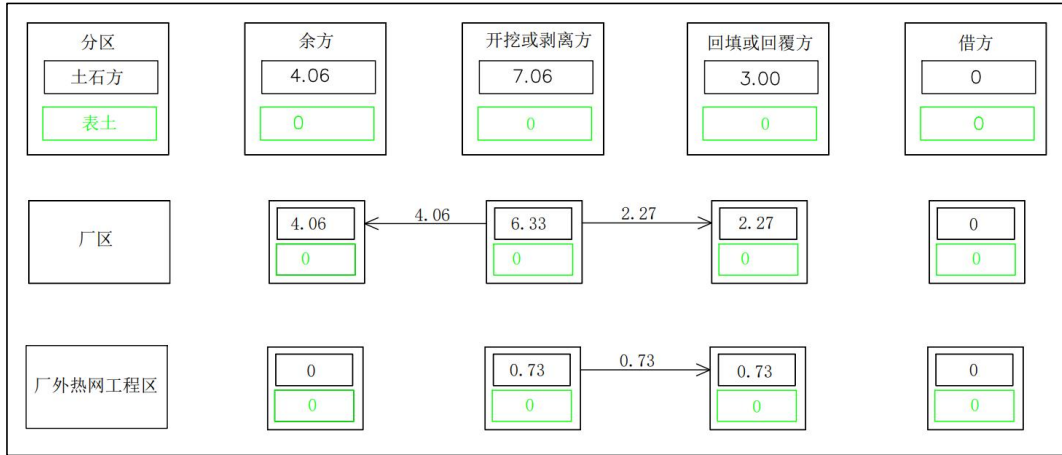 分区 余方 开挖或剥离方 回填或回覆方 借方
土石方 4.06 7.06 3.00 0
表土 0 0 0 0
4.06 2.27
厂区 4.06 6.33 2.27 0
0 0 0 0
0.73
厂外热网工程区 0 0.73 0.73 0
0 0 0 0